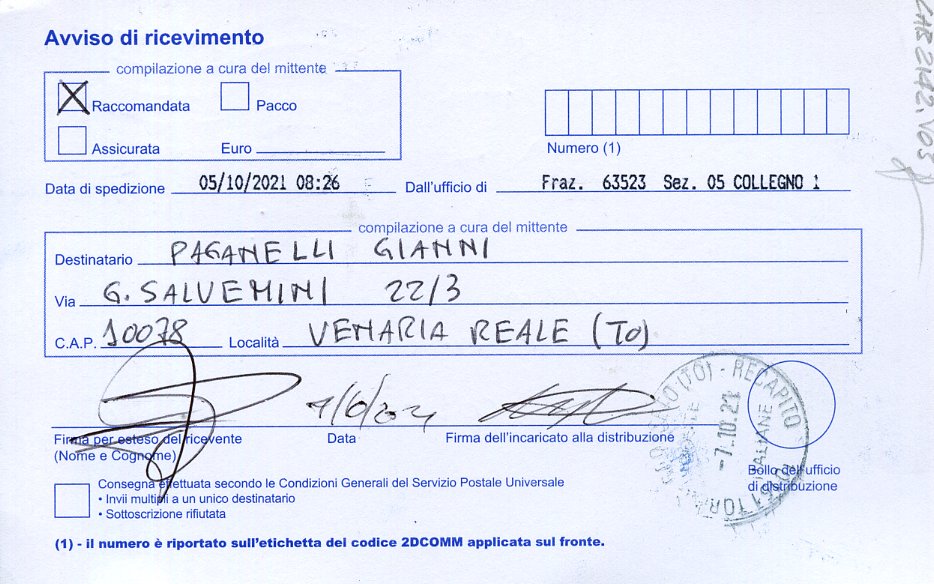 Avviso di ricevimento
compilazione a cura del mittente
Raccomandata Pacco
Assicurata Euro
Numero (1)
Data di spedizione 05/10/2021 08:26 Dall'ufficio di Fraz. 63523 Sez. 05 COLLEGNO 1
compilazione a cura del mittente
Destinatario PAGANELLI GIANNI
Via G. SALVEMINI 22/3
C.A.P. 10078 Località VENARIA REALE (TO)
Firma per esteso del ricevente
(Nome e Cognome)
Data
Firma dell'incaricato alla distribuzione
(TO) - RECAPITO
-7.10.21
Bollo dell'ufficio
di distribuzione
Consegna effettuata secondo le Condizioni Generali del Servizio Postale Universale
• Invii multipli a un unico destinatario
• Sottoscrizione rifiutata
(1) - il numero è riportato sull'etichetta dei codice 2DCOMM applicata sul fronte.